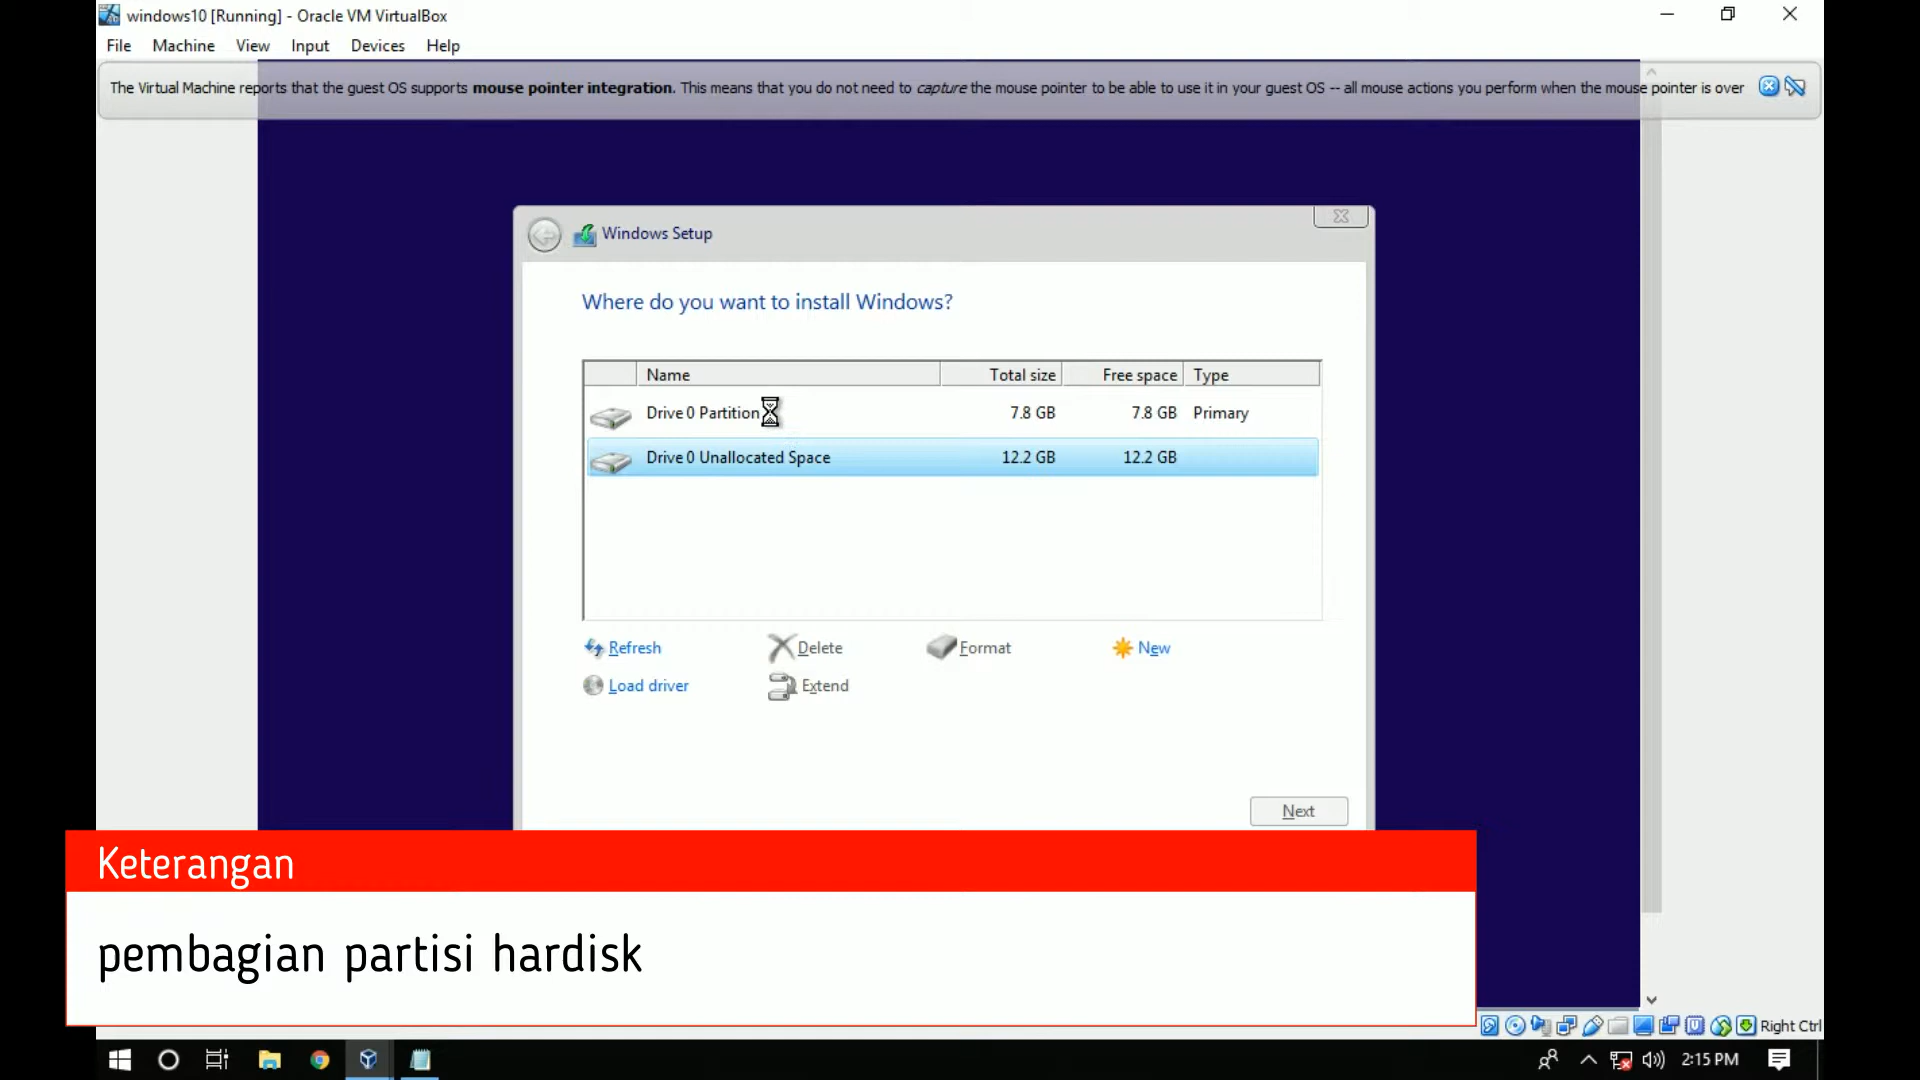 windows10 [Running] - Oracle VM VirtualBox
File Machine View Input Devices Help
The Virtual Machine reports that the guest OS supports mouse pointer integration. This means that you do not need to capture the mouse pointer to be able to use it in your guest OS -- all mouse actions you perform when the mouse pointer is over
Windows Setup
Where do you want to install Windows?
Name Total size Free space Type
Drive 0 Partition 7.8 GB 7.8 GB Primary
Drive 0 Unallocated Space 12.2 GB 12.2 GB
Refresh Delete Format New
Load driver Extend
Next
Keterangan
pembagian partisi hardisk
Right Ctrl
2:15 PM